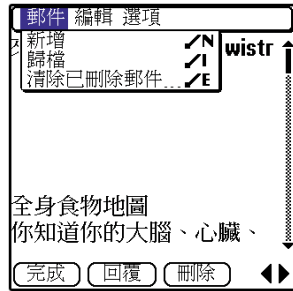 郵件 編輯 選項
新增 N wistr
歸檔 I
清除已刪除郵件... E
全身食物地圖
你知道你的大腦、心臟、
完成 回覆 刪除